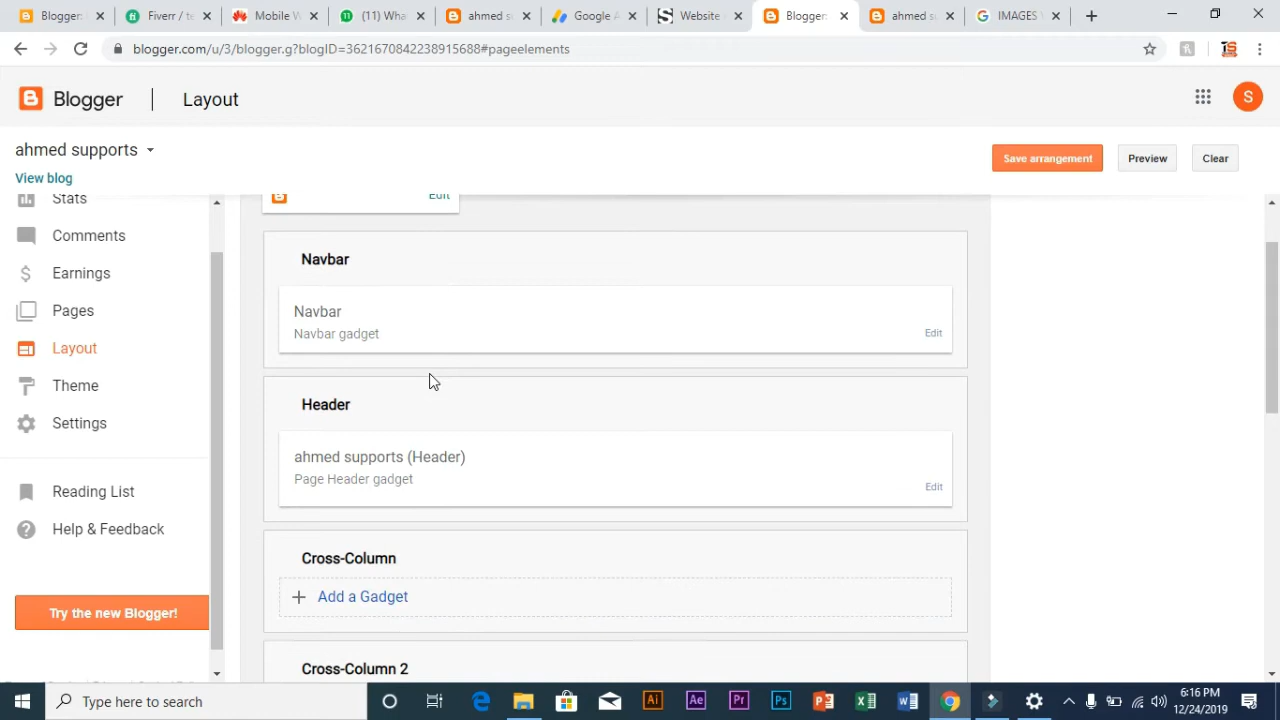 Blogger:
Fiverr /
Mobile W
(11) Wha
ahmed s
Google A
Website
Blogger:
ahmed su
IMAGES V
blogger.com/u/3/blogger.g?blogID=3621670842238915688#pageelements
Blogger
Layout
S
ahmed supports
View blog
Save arrangement
Preview
Clear
Stats
Comments
Earnings
Pages
Layout
Theme
Settings
Reading List
Help & Feedback
Try the new Blogger!
Edit
Navbar
Navbar
Navbar gadget
Edit
Header
ahmed supports (Header)
Page Header gadget
Edit
Cross-Column
Add a Gadget
Cross-Column 2
Type here to search
6:16 PM
12/24/2019